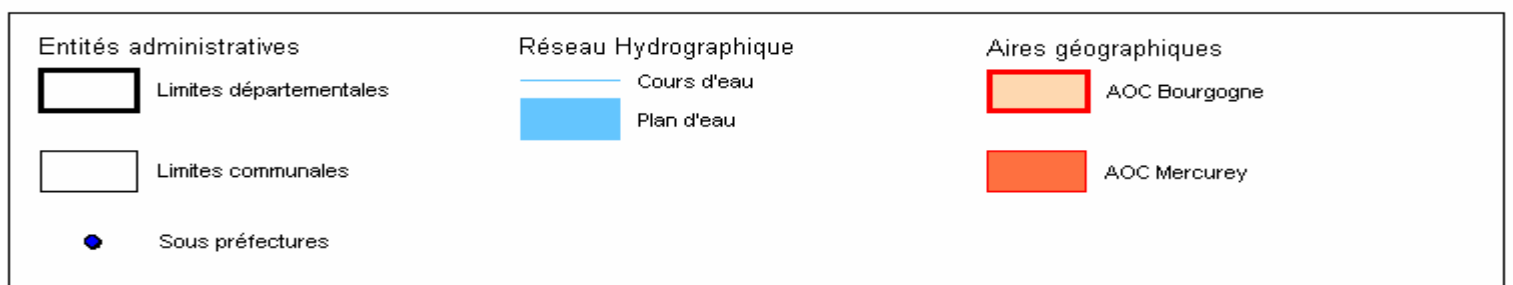 Entités administratives
Limites départementales
Limites communales
Sous préfectures
Réseau Hydrographique
Cours d'eau
Plan d'eau
Aires géographiques
AOC Bourgogne
AOC Mercurey